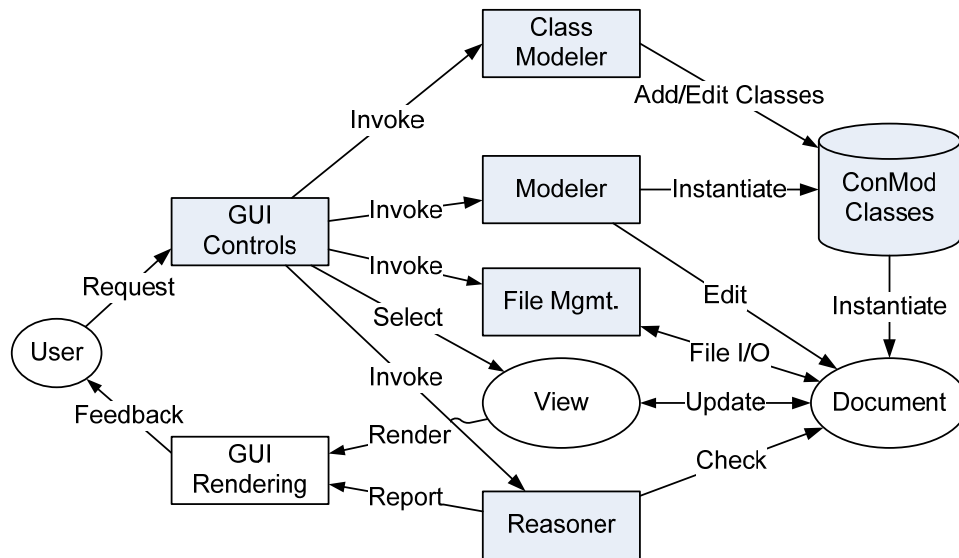 Class
Modeler
Add/Edit Classes
Invoke
Modeler
Instantiate
ConMod
Classes
Invoke
GUI
Controls
Invoke
Request
File Mgmt.
Edit
Instantiate
Select
User
File I/O
Invoke
View
Update
Document
Feedback
Render
GUI
Rendering
Check
Report
Reasoner